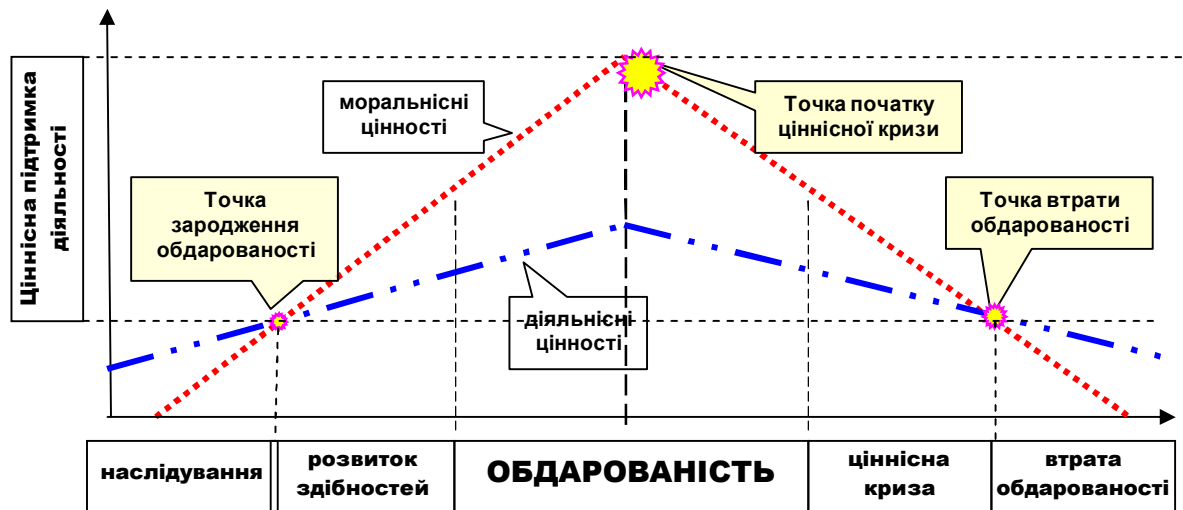 Ціннісна підтримка
діяльності
моральнісні
цінності
Точка початку
ціннісної кризи
Точка
зародження
обдарованості
Точка втрати
обдарованості
діяльнісні
цінності
наслідування
розвиток
здібностей
ОБДАРОВАНІСТЬ
ціннісна
криза
втрата
обдарованості